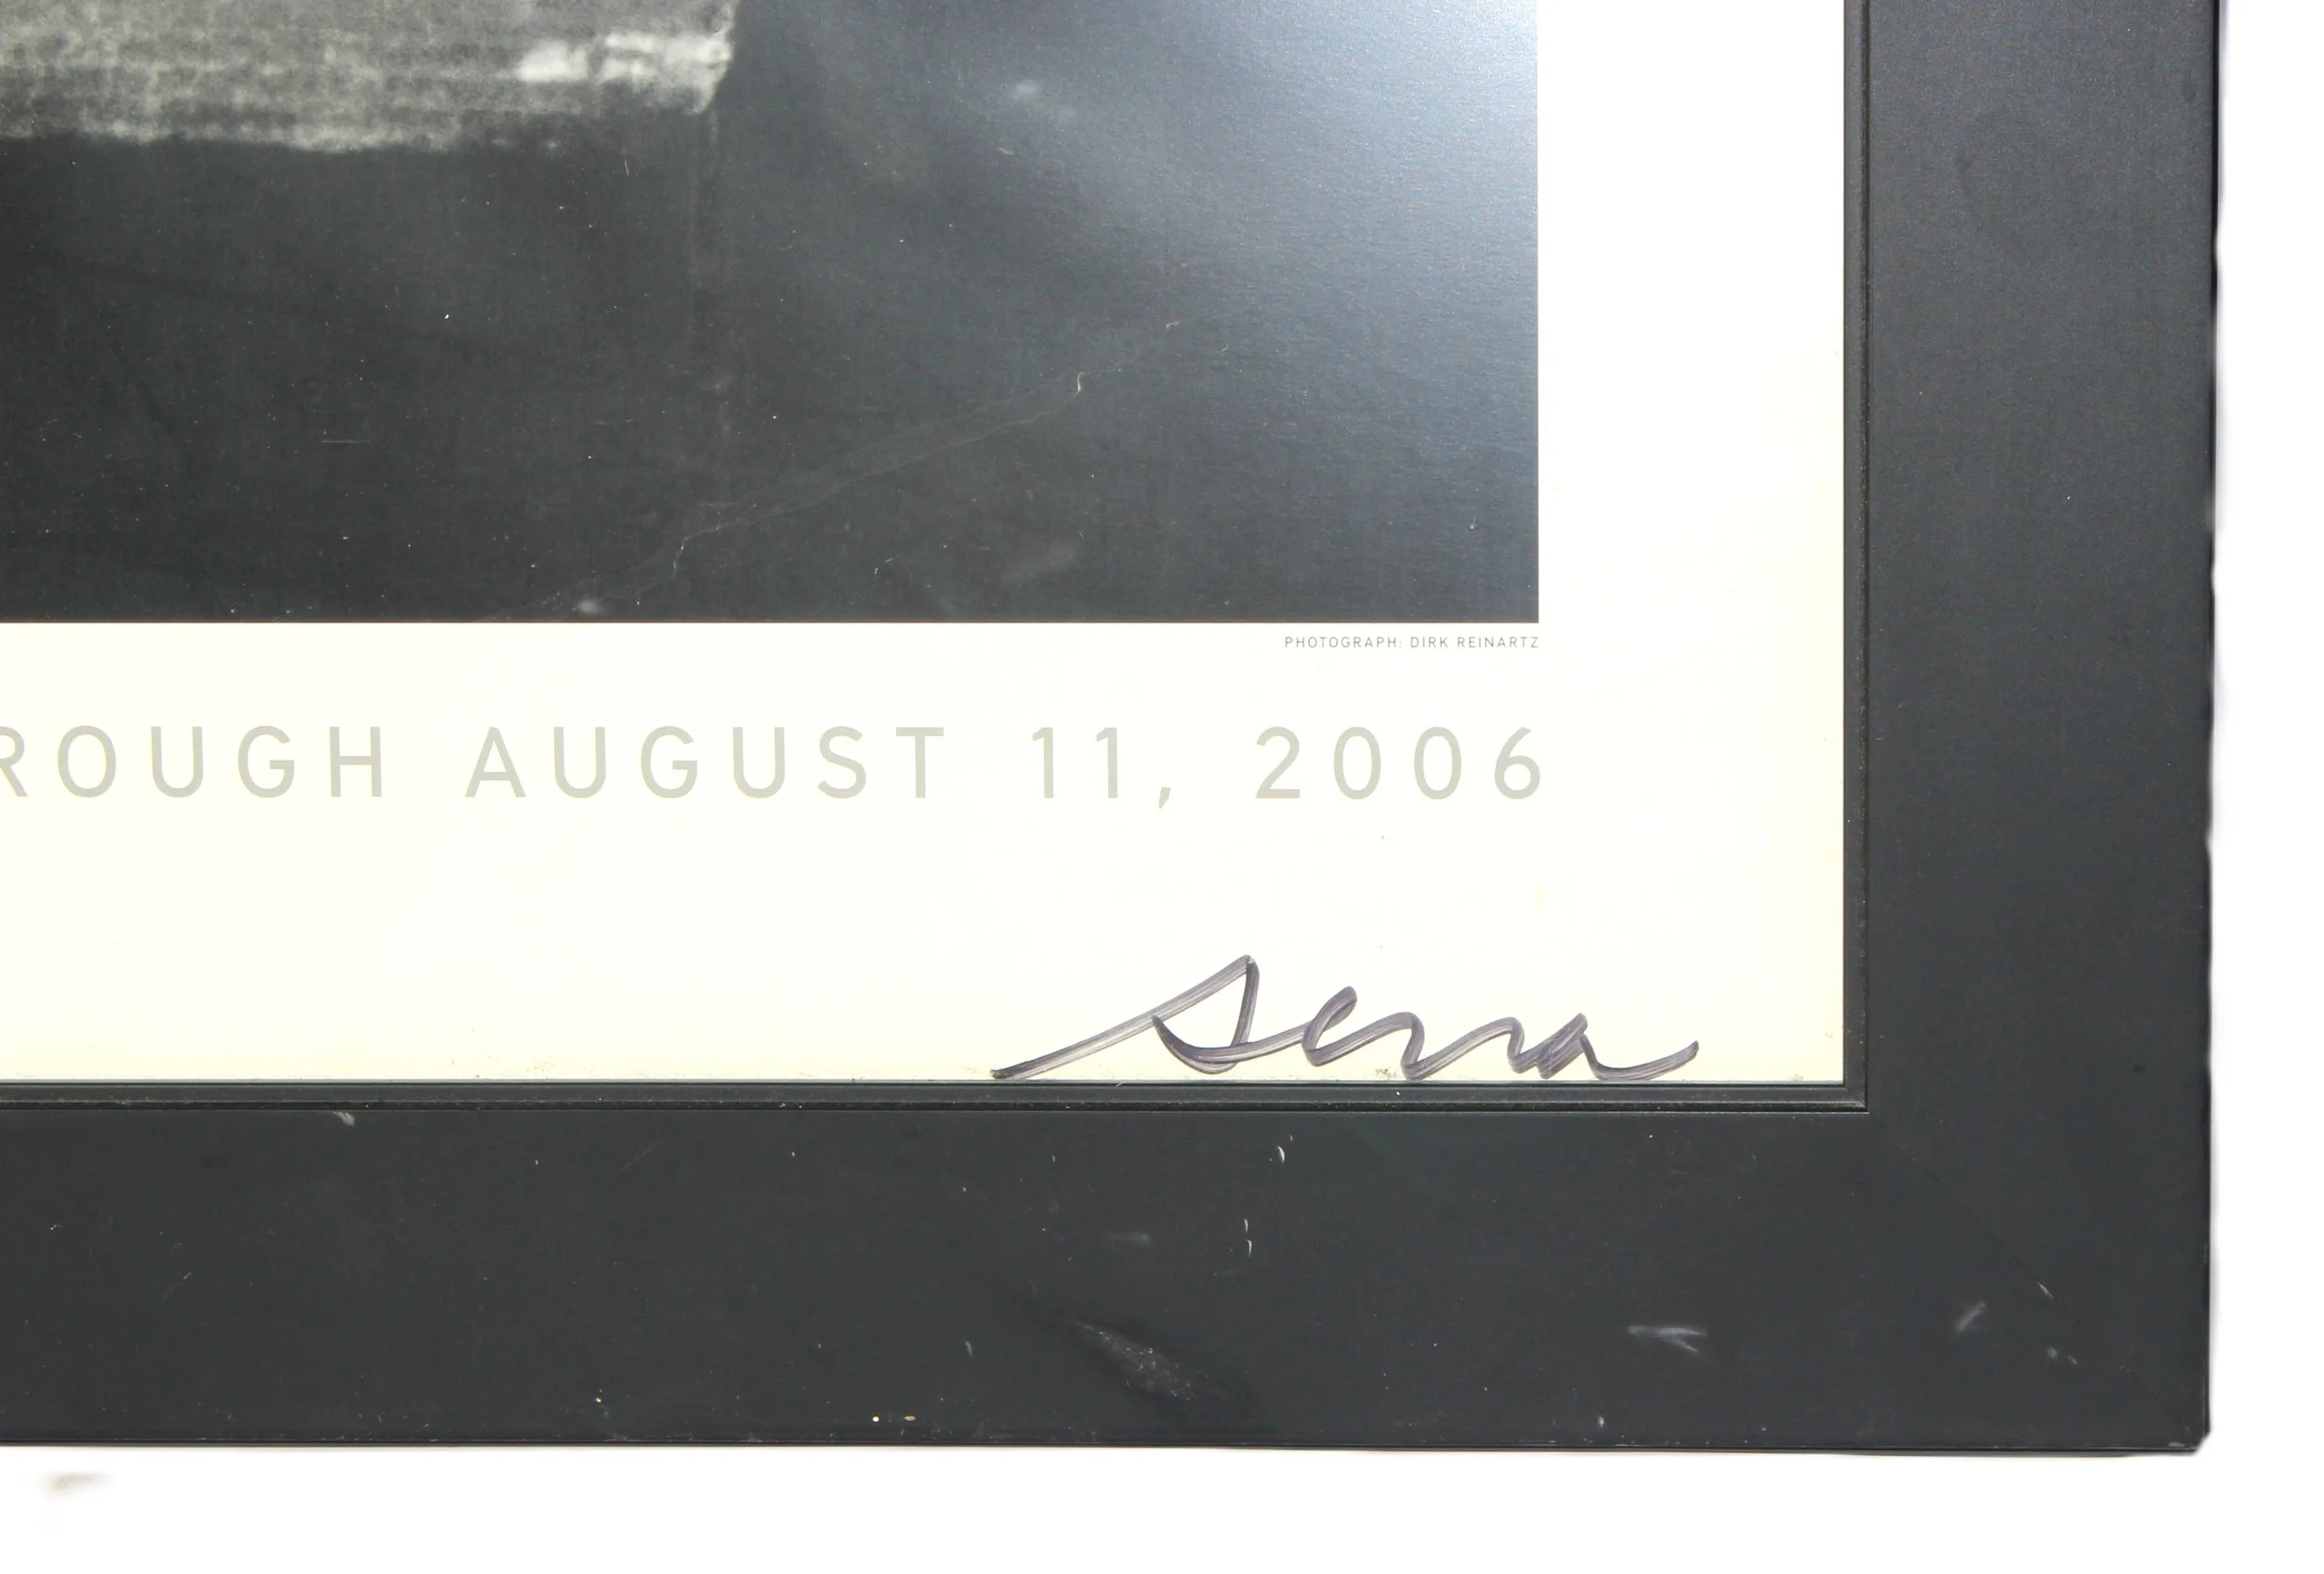 PHOTOGRAPH: DIRK REINARTZ
ROUGH AUGUST 11, 2006
Serra